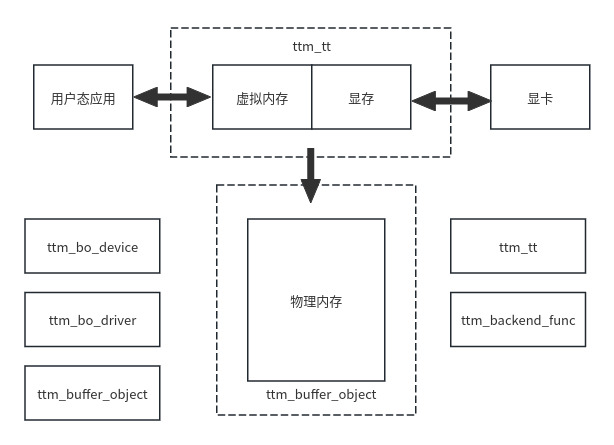 ttm_tt
用户态应用
虚拟内存
显存
显卡
ttm_bo_device
ttm_bo_driver
ttm_buffer_object
物理内存
ttm_buffer_object
ttm_tt
ttm_backend_func